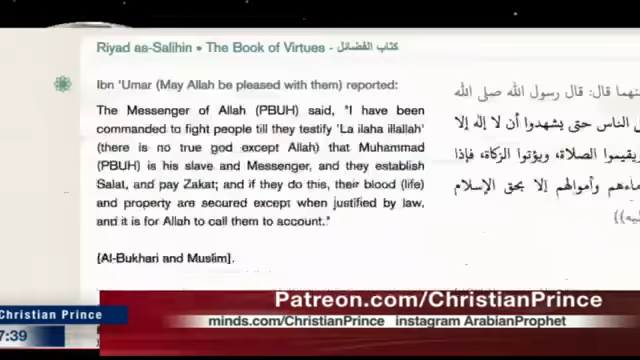 Riyad as-Salihin • The Book of Virtues - كتاب الفضائل
Ibn 'Umar (May Allah be pleased with them) reported:
The Messenger of Allah (PBUH) said, "I have been
commanded to fight people till they testify 'La ilaha illallah'
(there is no true god except Allah) that Muhammad
(PBUH) is his slave and Messenger, and they establish
Salat, and pay Zakat; and if they do this, their blood (life)
and property are secured except when justified by law,
and it is for Allah to call them to account."
[Al-Bukhari and Muslim].
قال: قال رسول الله صلى الله
الناس حتى يشهدوا أن لا إله إلا
يقيموا الصلاة، ويؤتوا الزكاة، فإذا
وأموالهم إلا بحق الإسلام
Christian Prince
7:39
Patreon.com/ChristianPrince
minds.com/ChristianPrince instagram ArabianProphet